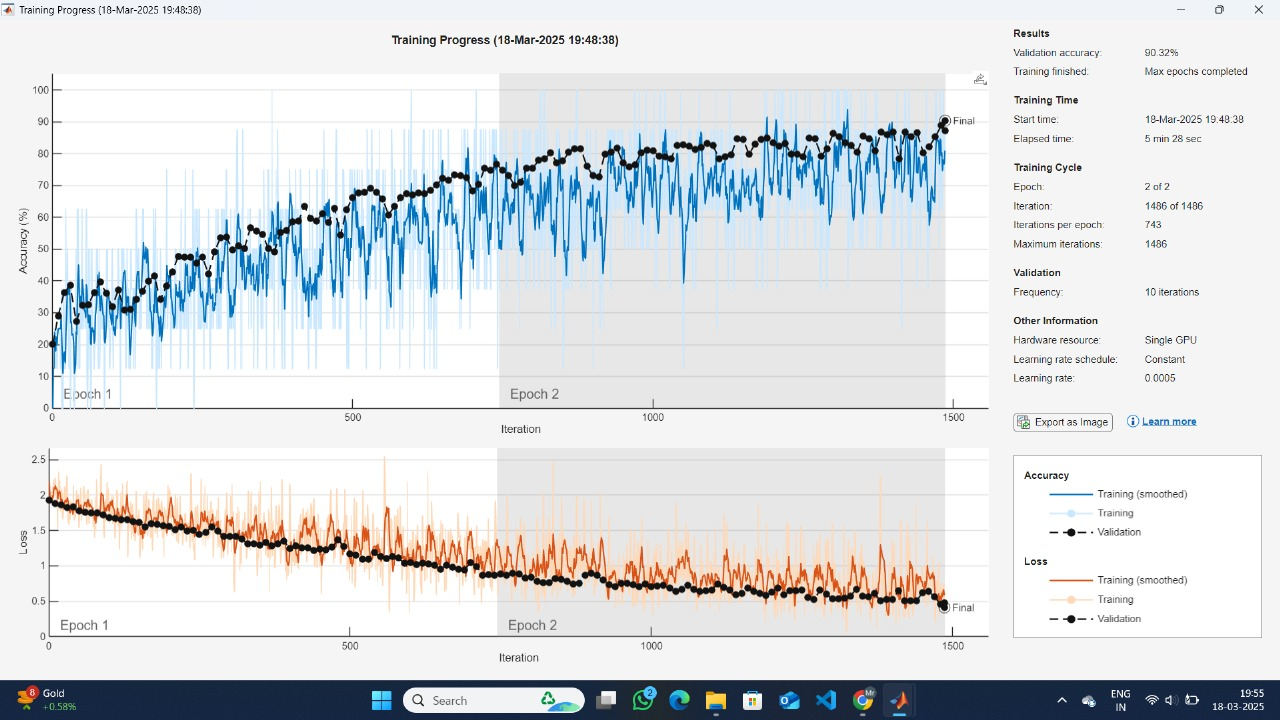 Training Progress (18-Mar-2025 19:48:38)
Training Progress (18-Mar-2025 19:48:38)
100
90
80
70
60
50
40
30
20
10
0
Accuracy (%)
Final
Epoch 1
Epoch 2
0
500
1000
1500
Iteration
2.5
2
1.5
1
0.5
0
Loss
Final
Epoch 1
Epoch 2
0
500
1000
1500
Iteration
Results
Validation accuracy: 90.32%
Training finished: Max epochs completed
Training Time
Start time: 18-Mar-2025 19:48:38
Elapsed time: 5 min 28 sec
Training Cycle
Epoch: 2 of 2
Iteration: 1486 of 1486
Iterations per epoch: 743
Maximum iterations: 1486
Validation
Frequency: 10 iterations
Other Information
Hardware resource: Single GPU
Learning rate schedule: Constant
Learning rate: 0.0005
Export as Image
Learn more
Accuracy
Training (smoothed)
Training
Validation
Loss
Training (smoothed)
Training
Validation
8
Gold
+0.58%
Search
2
Mr
ENG
IN
19:55
18-03-2025